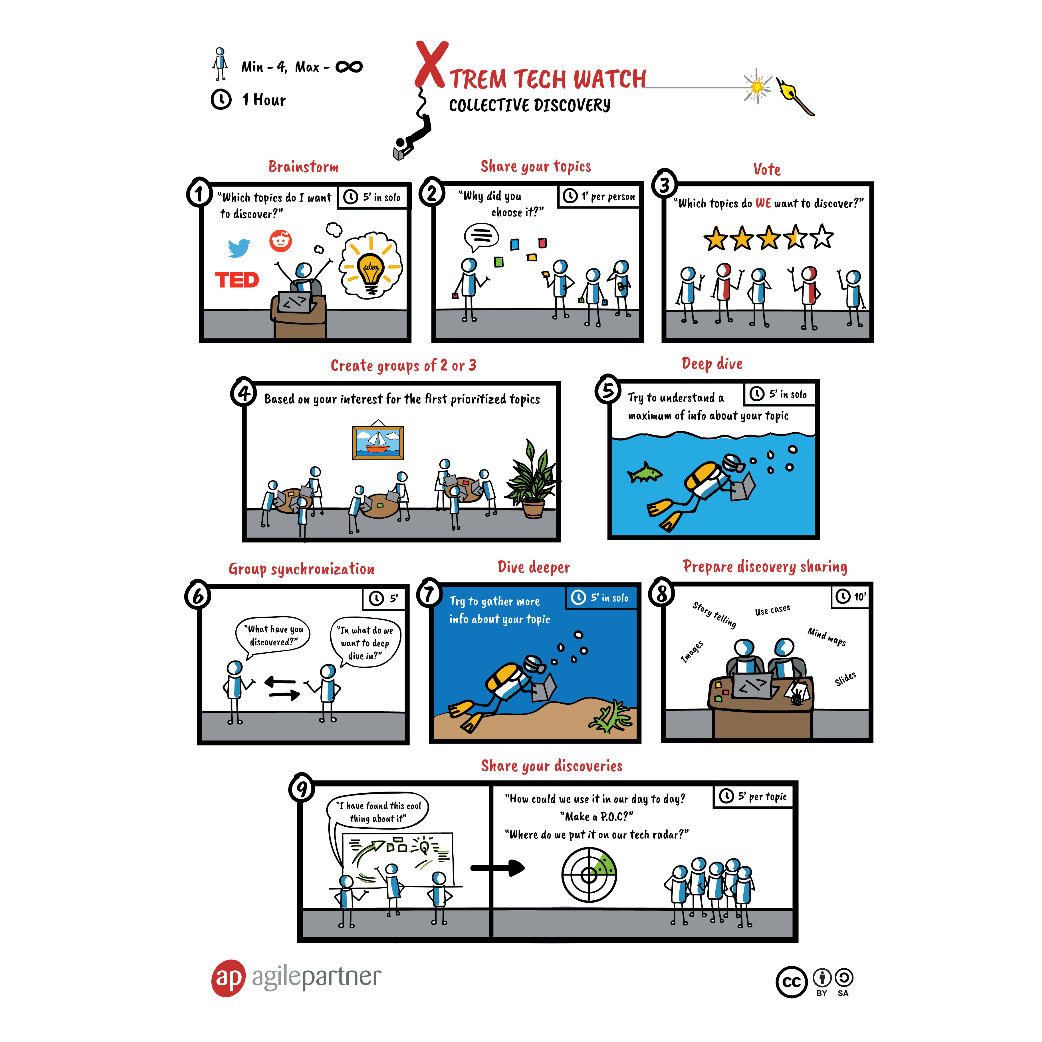 Min - 4, Max - ∞
1 Hour
XTREM TECH WATCH
COLLECTIVE DISCOVERY
Brainstorm
1
"Which topics do I want
to discover?"
5' in solo
TED
idea
Share your topics
2
"Why did you
choose it?"
1' per person
Vote
3
"Which topics do WE want to discover?"
Create groups of 2 or 3
4
Based on your interest for the first prioritized topics
Deep dive
5
Try to understand a
maximum of info about your topic
5' in solo
Group synchronization
6
5'
"What have you
discovered?"
"In what do we
want to deep
dive in?"
Dive deeper
7
Try to gather more
info about your topic
5' in solo
Prepare discovery sharing
8
10'
Story telling
Use cases
Mind maps
Images
Slides
</>
Share your discoveries
9
"I have found this cool
thing about it"
"How could we use it in our day to day?
"Make a P.O.C?"
"Where do we put it on our tech radar?"
5' per topic
ap agilepartner
cc
BY SA